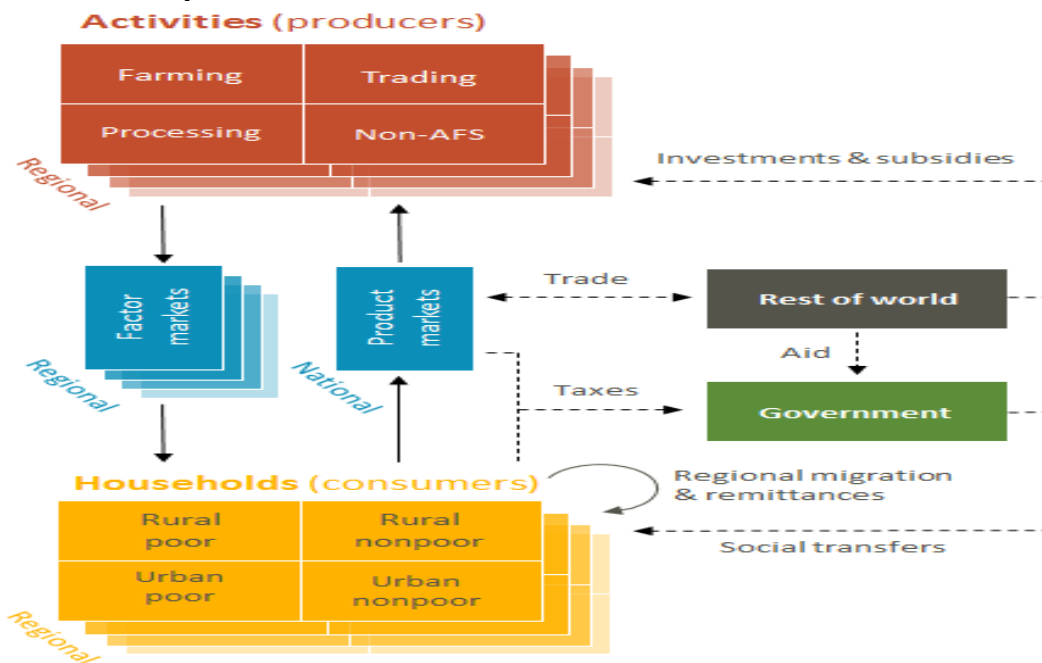 Activities (producers)
Farming
Trading
Processing
Non-AFS
Regional
Investments & subsidies
Factor
markets
Regional
Product
markets
National
Trade
Rest of world
Aid
Taxes
Government
Households (consumers)
Regional migration
& remittances
Rural
poor
Rural
nonpoor
Social transfers
Urban
poor
Urban
nonpoor
Regional